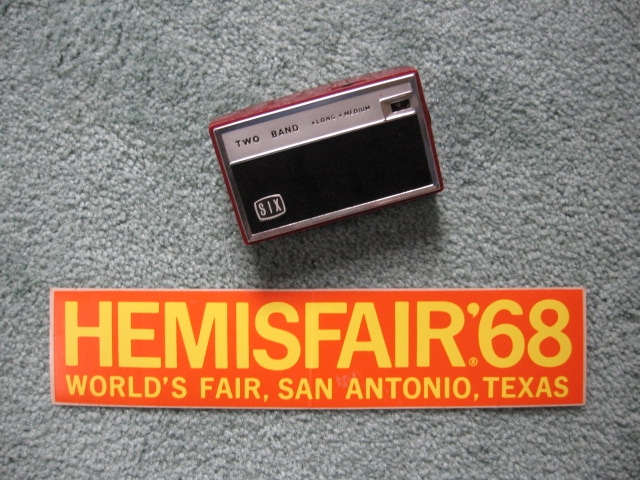 TWO BAND • LONG • MEDIUM
SIX
HEMISFAIR'68®
WORLD'S FAIR, SAN ANTONIO, TEXAS